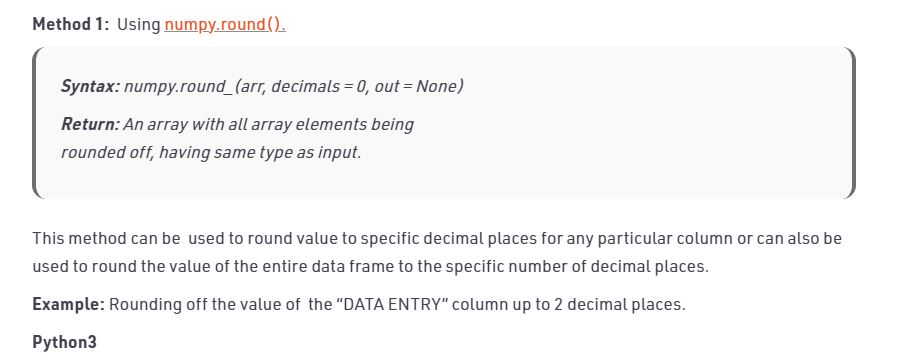 Method 1: Using numpy.round().
Syntax: numpy.round_(arr, decimals = 0, out = None)
Return: An array with all array elements being
rounded off, having same type as input.
This method can be used to round value to specific decimal places for any particular column or can also be
used to round the value of the entire data frame to the specific number of decimal places.
Example: Rounding off the value of the “DATA ENTRY” column up to 2 decimal places.
Python3